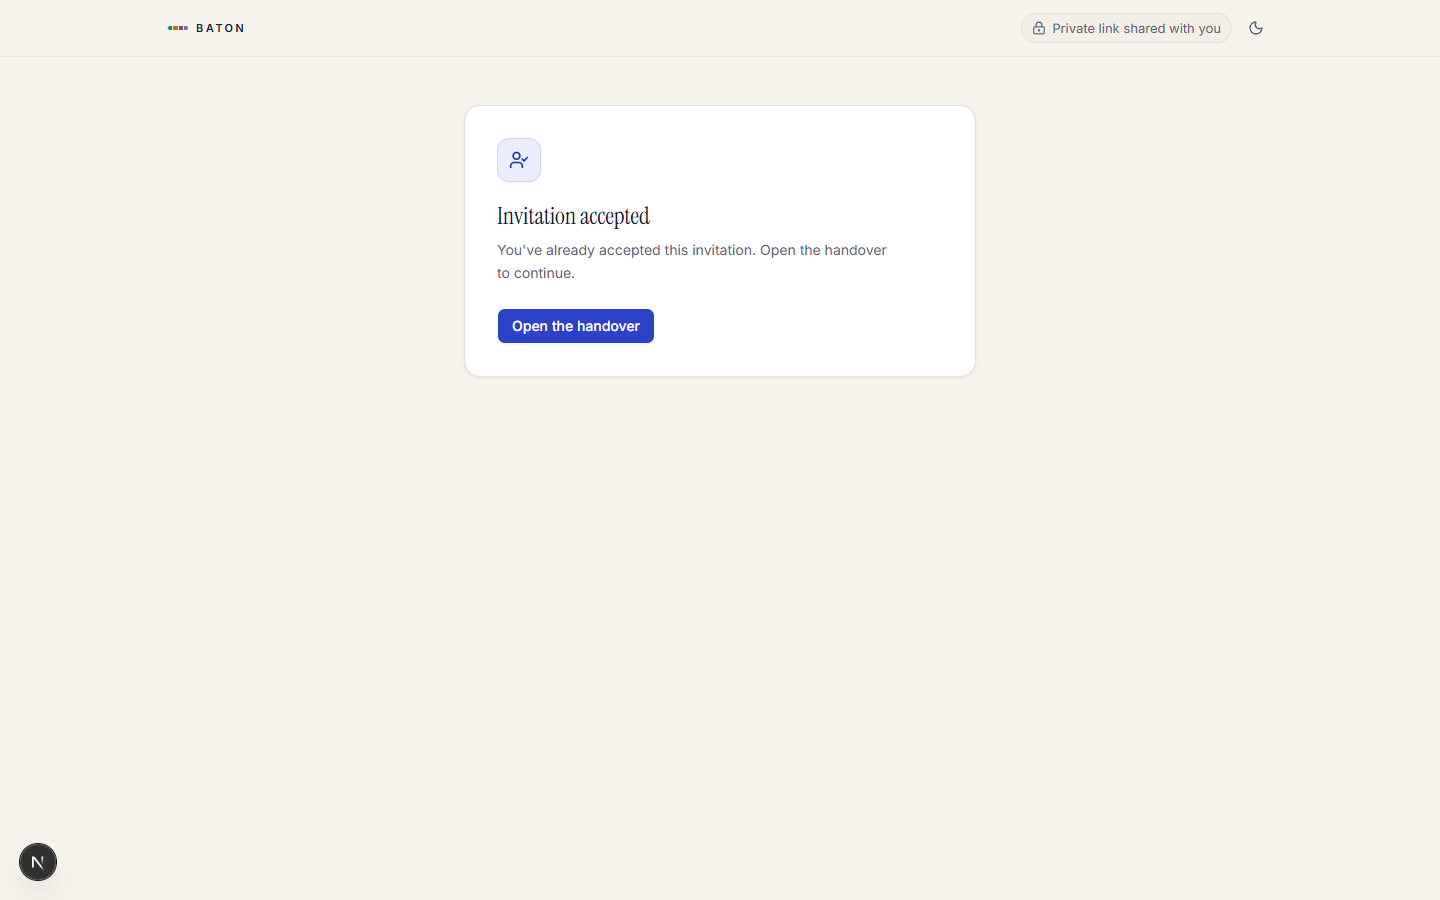 BATON
Private link shared with you
Invitation accepted
You've already accepted this invitation. Open the handover
to continue.
Open the handover
N